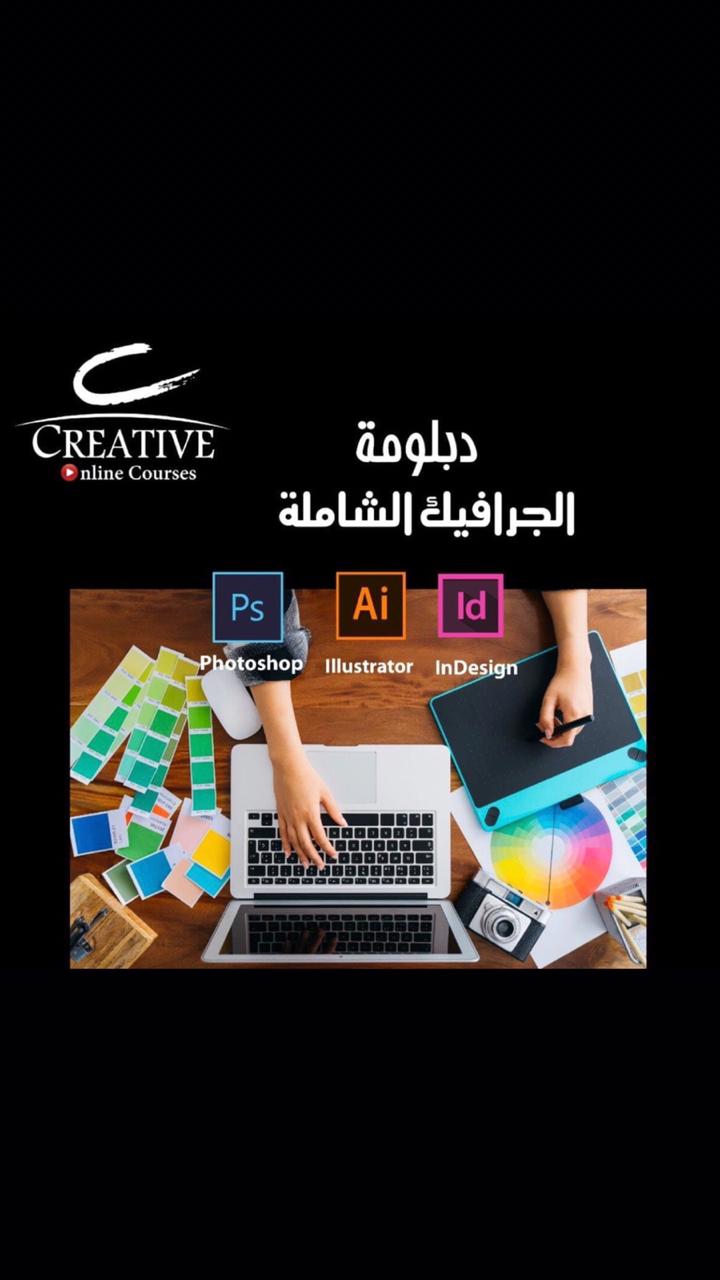 CREATIVE
Online Courses
دبلومة
الجرافيك الشاملة
Ps
Ai
Id
Photoshop
Illustrator
InDesign